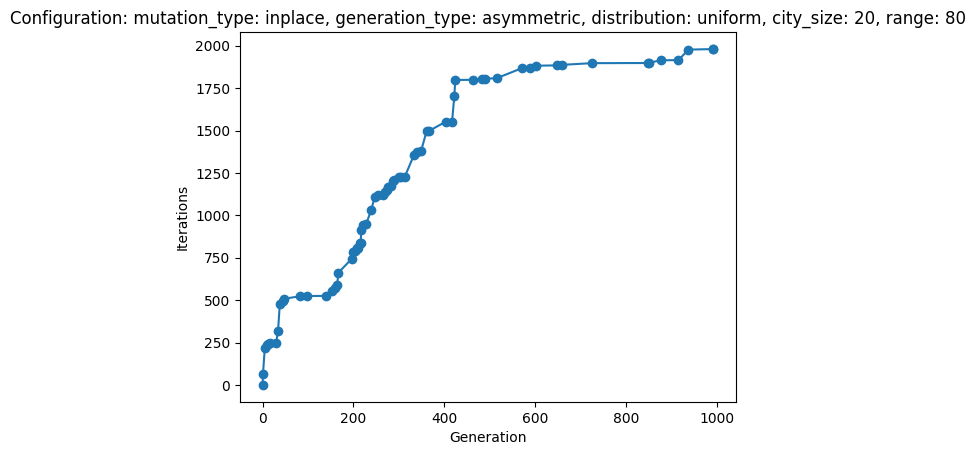 Configuration: mutation_type: inplace, generation_type: asymmetric, distribution: uniform, city_size: 20, range: 80
2000
1750
1500
1250
1000
750
500
250
0
Iterations
0 200 400 600 800 1000
Generation